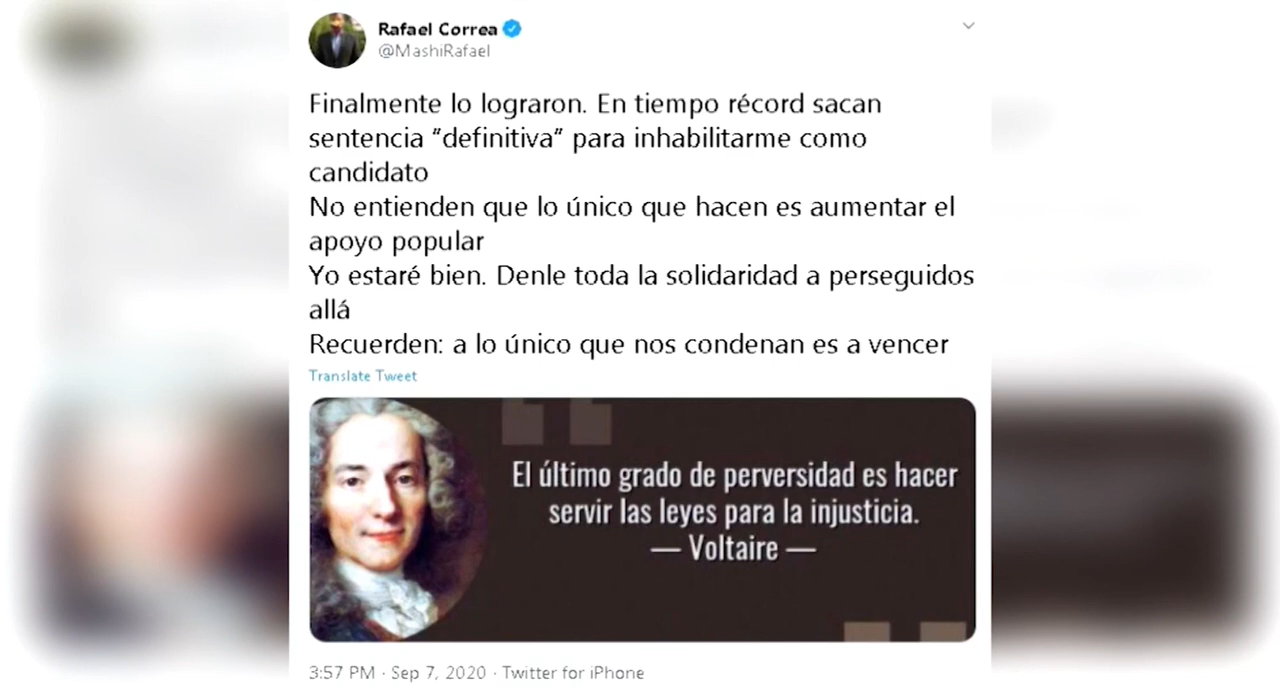 Rafael Correa
@MashiRafael
Finalmente lo lograron. En tiempo récord sacan
sentencia "definitiva" para inhabilitarme como
candidato
No entienden que lo único que hacen es aumentar el
apoyo popular
Yo estaré bien. Denle toda la solidaridad a perseguidos
allá
Recuerden: a lo único que nos condenan es a vencer
Translate Tweet
El último grado de perversidad es hacer
servir las leyes para la injusticia.
— Voltaire —
3:57 PM · Sep 7, 2020 · Twitter for iPhone